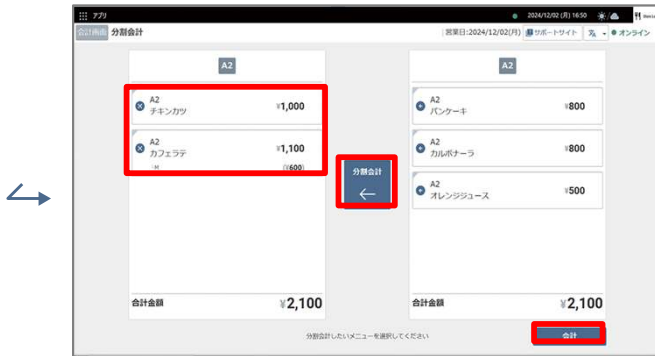 アプリ
2024/12/02 (月) 16:50
会計画面 分割会計
営業日:2024/12/02(月) サポートサイト オンライン
A2
A2
チキンカツ
¥1,000
A2
カフェラテ
¥1,100
M
(¥600)
合計金額 ¥2,100
分割会計
←
A2
A2
パンケーキ
¥800
A2
カルボナーラ
¥800
A2
オレンジジュース
¥500
合計金額 ¥2,100
分割会計したいメニューを選択してください
合計